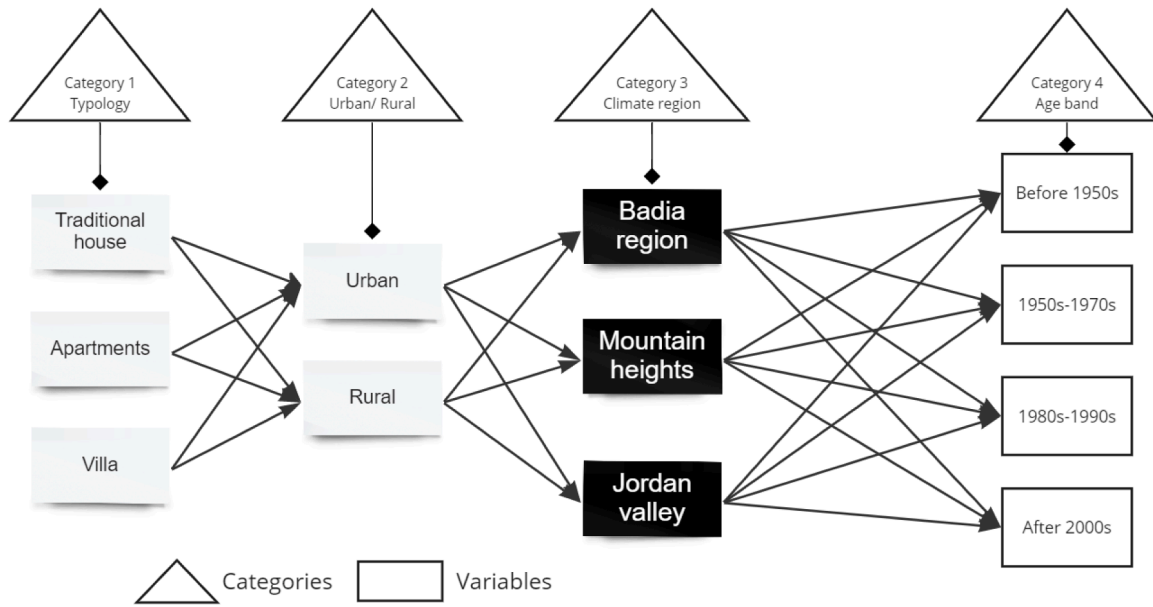 Category 1
Typology
Category 2
Urban/ Rural
Category 3
Climate region
Category 4
Age band
Traditional
house
Apartments
Villa
Urban
Rural
Badia
region
Mountain
heights
Jordan
valley
Before 1950s
1950s-1970s
1980s-1990s
After 2000s
Categories
Variables